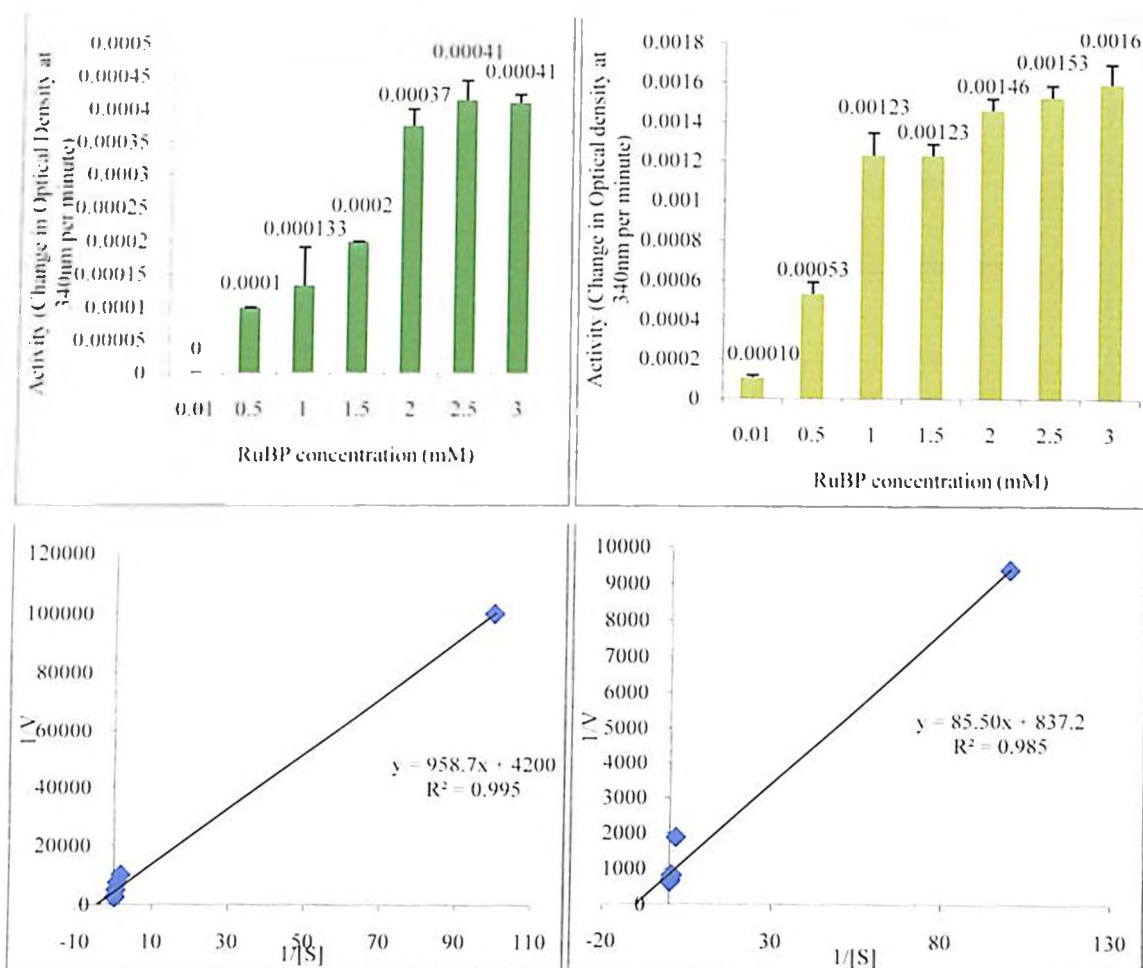 Activity (Change in Optical Density at
340nm per minute)
0.0005
0.00045
0.0004
0.00035
0.0003
0.00025
0.0002
0.00015
0.0001
0.00005
0
0
0.0001
0.000133
0.0002
0.00037
0.00041
0.00041
0.01 0.5 1 1.5 2 2.5 3
RuBP concentration (mM)
Activity (Change in Optical density at
340nm per minute)
0.0018
0.0016
0.0014
0.0012
0.001
0.0008
0.0006
0.0004
0.0002
0
0.00010
0.00053
0.00123
0.00123
0.00146
0.00153
0.0016
0.01 0.5 1 1.5 2 2.5 3
RuBP concentration (mM)
1/V
120000
100000
80000
60000
40000
20000
0
y = 958.7x + 4200
R² = 0.995
-10 10 30 50 70 90 110
1/[S]
1/V
10000
9000
8000
7000
6000
5000
4000
3000
2000
1000
0
y = 85.50x + 837.2
R² = 0.985
-20 30 80 130
1/[S]